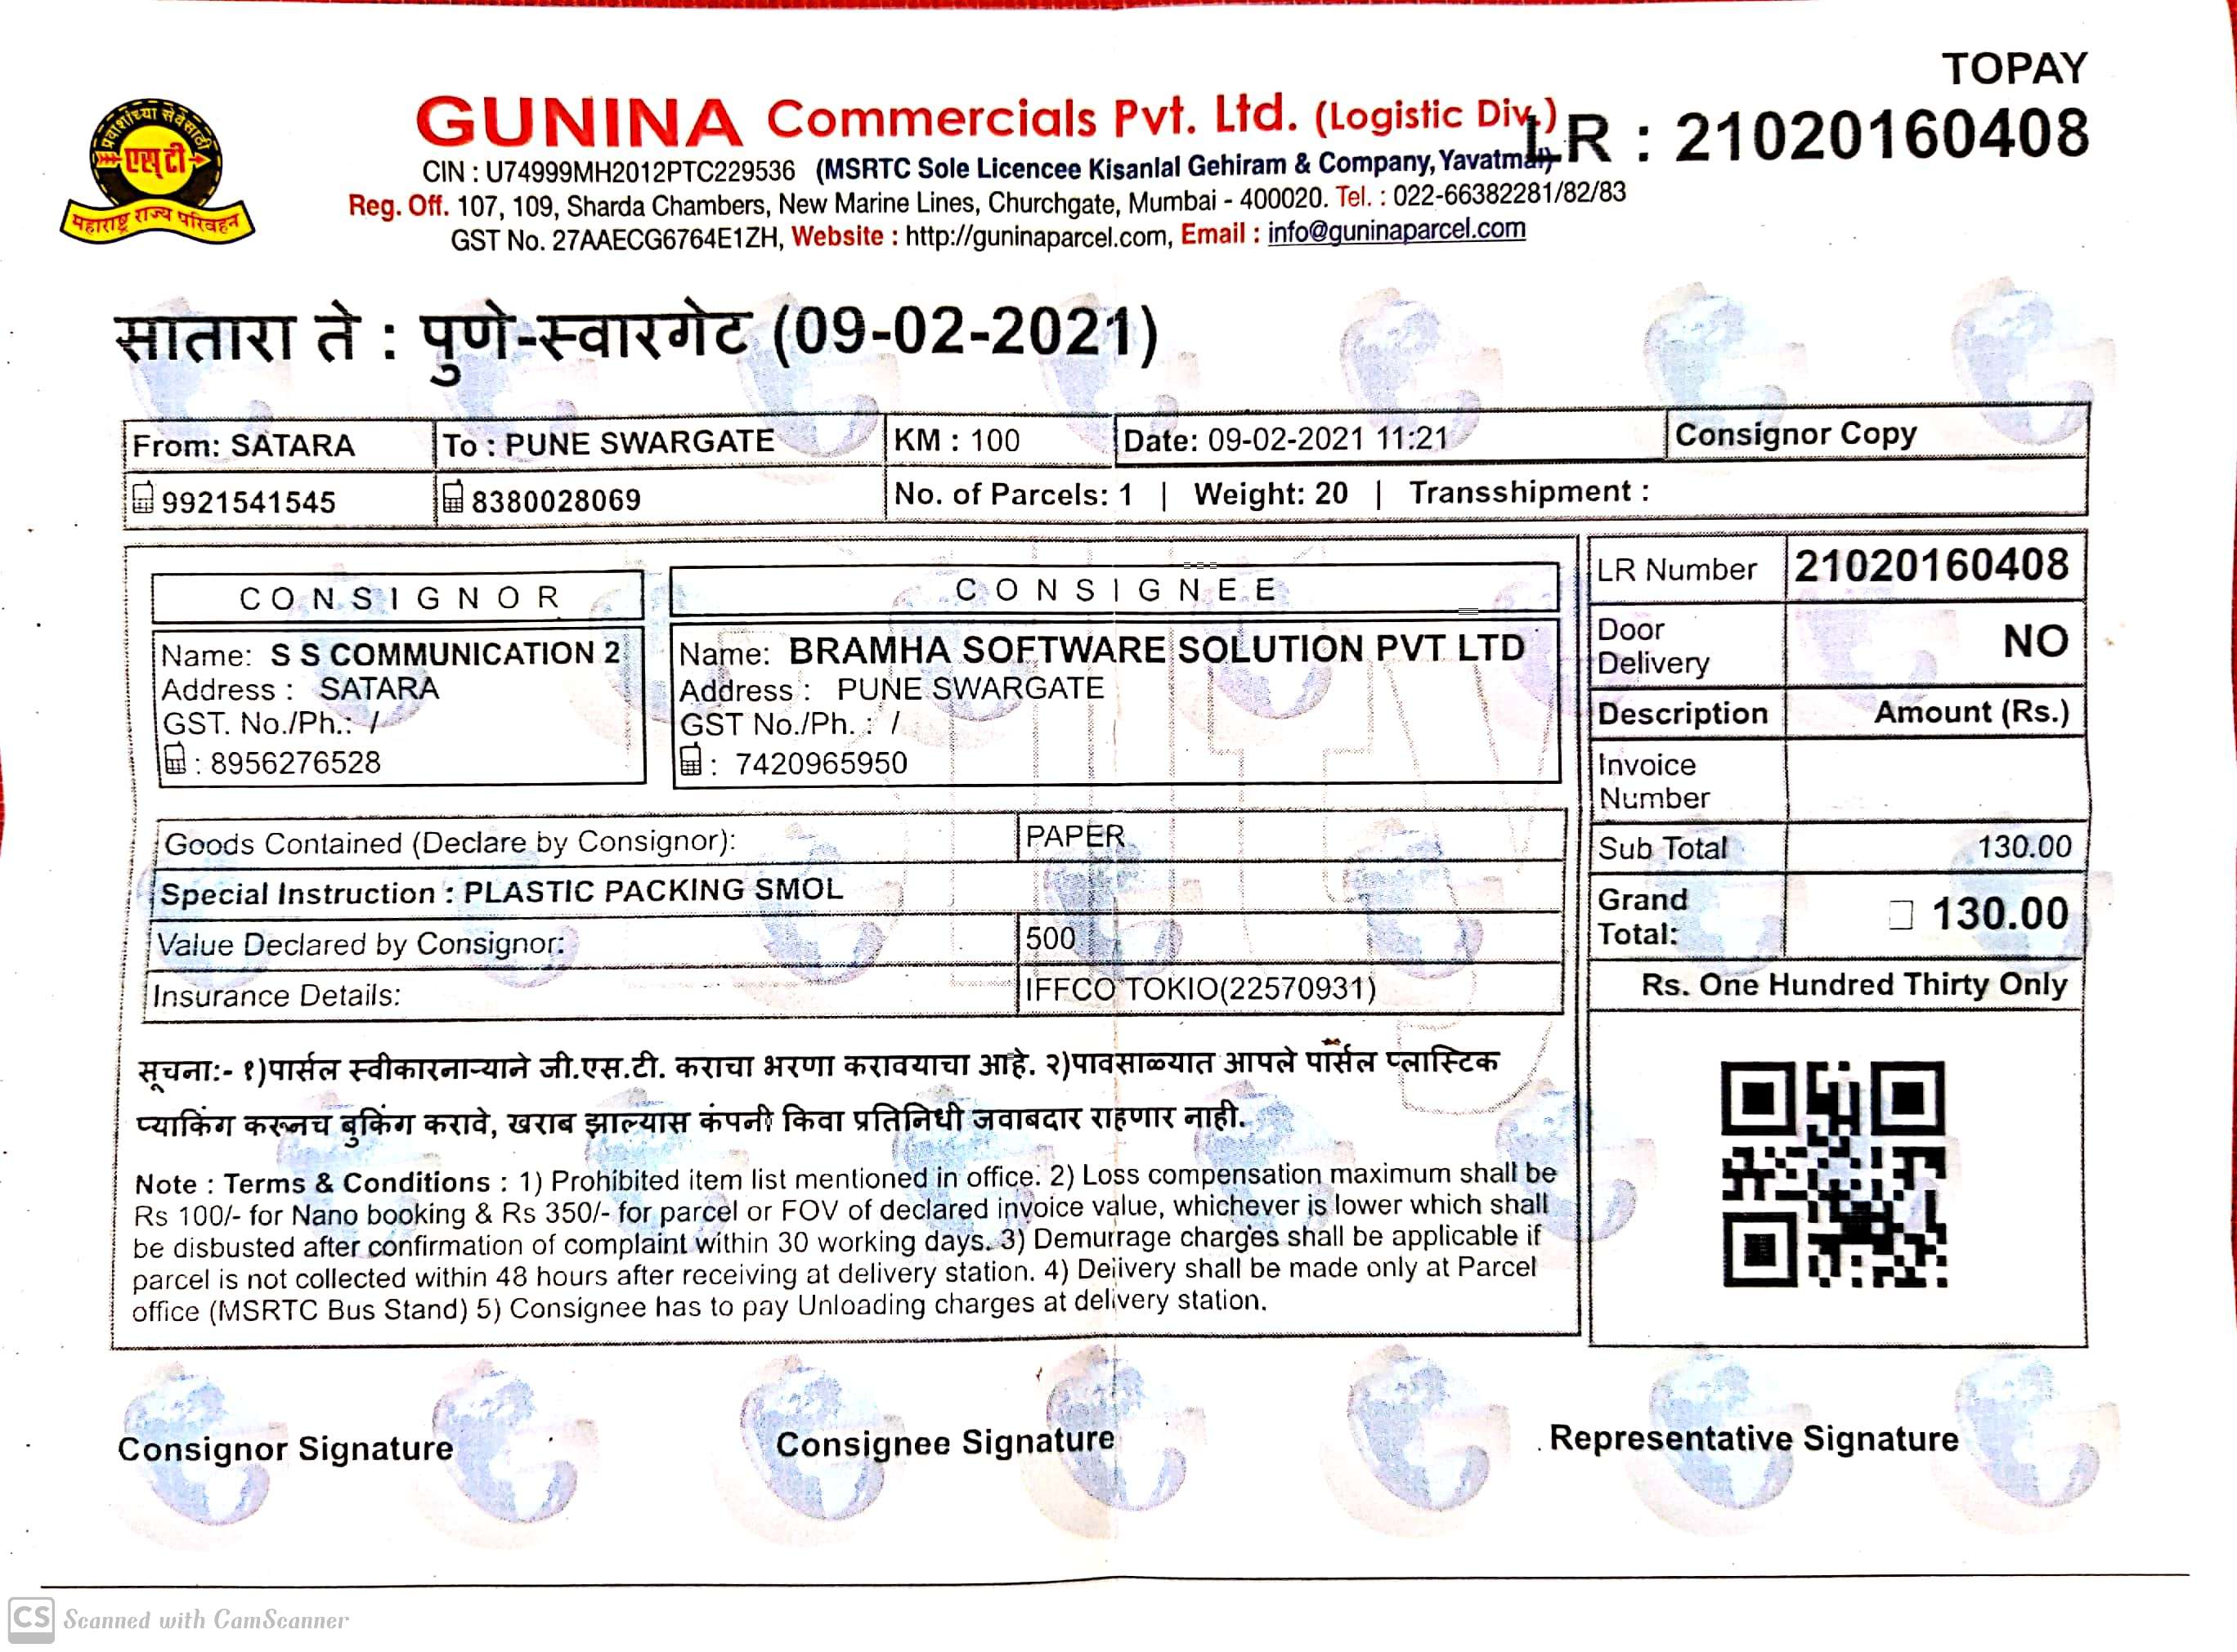 TOPAY
प्रवाशांच्या सेवेसाठी
एस टी
महाराष्ट्र राज्य परिवहन
GUNINA Commercials Pvt. Ltd. (Logistic Div.)
LR : 21020160408
CIN : U74999MH2012PTC229536 (MSRTC Sole Licencee Kisanlal Gehiram & Company, Yavatmal)
Reg. Off. 107, 109, Sharda Chambers, New Marine Lines, Churchgate, Mumbai - 400020. Tel. : 022-66382281/82/83
GST No. 27AAECG6764E1ZH, Website : http://guninaparcel.com, Email : info@guninaparcel.com
सातारा ते : पुणे-स्वारगेट (09-02-2021)
From: SATARA To : PUNE SWARGATE KM : 100 Date: 09-02-2021 11:21 Consignor Copy
9921541545 8380028069 No. of Parcels: 1 | Weight: 20 | Transshipment :
CONSIGNOR
Name: S S COMMUNICATION 2
Address : SATARA
GST. No./Ph.: /
: 8956276528
CONSIGNEE
Name: BRAMHA SOFTWARE SOLUTION PVT LTD
Address : PUNE SWARGATE
GST No./Ph. : /
: 7420965950
Goods Contained (Declare by Consignor): PAPER
Special Instruction : PLASTIC PACKING SMOL
Value Declared by Consignor: 500
Insurance Details: IFFCO TOKIO(22570931)
सूचना:- १)पार्सल स्वीकारनाऱ्याने जी.एस.टी. कराचा भरणा करावयाचा आहे. २)पावसाळ्यात आपले पॉर्सल प्लास्टिक
प्याकिंग करूनच बुकिंग करावे, खराब झाल्यास कंपनी किवा प्रतिनिधी जवाबदार राहणार नाही.
Note : Terms & Conditions : 1) Prohibited item list mentioned in office. 2) Loss compensation maximum shall be
Rs 100/- for Nano booking & Rs 350/- for parcel or FOV of declared invoice value, whichever is lower which shall
be disbusted after confirmation of complaint within 30 working days. 3) Demurrage charges shall be applicable if
parcel is not collected within 48 hours after receiving at delivery station. 4) Delivery shall be made only at Parcel
office (MSRTC Bus Stand) 5) Consignee has to pay Unloading charges at delivery station.
LR Number 21020160408
Door
Delivery NO
Description Amount (Rs.)
Invoice
Number
Sub Total 130.00
Grand
Total: 130.00
Rs. One Hundred Thirty Only
Consignor Signature Consignee Signature Representative Signature
CS Scanned with CamScanner